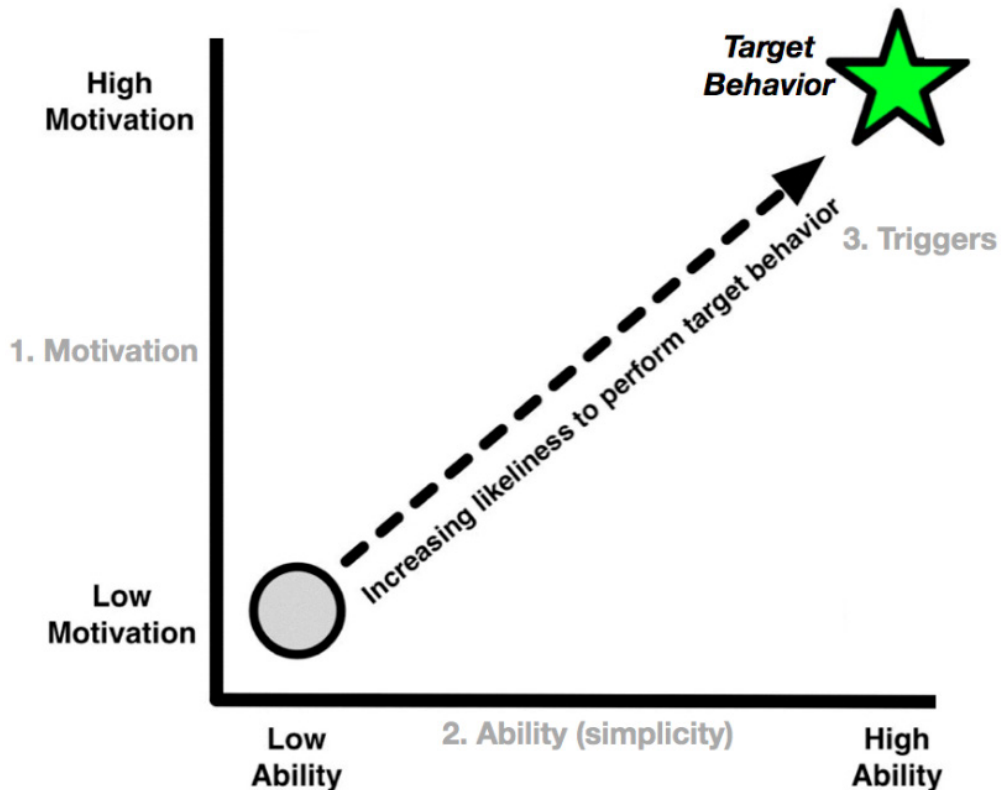 Target
Behavior
High
Motivation
3. Triggers
Increasing likeliness to perform target behavior
1. Motivation
Low
Motivation
2. Ability (simplicity)
Low
Ability
High
Ability